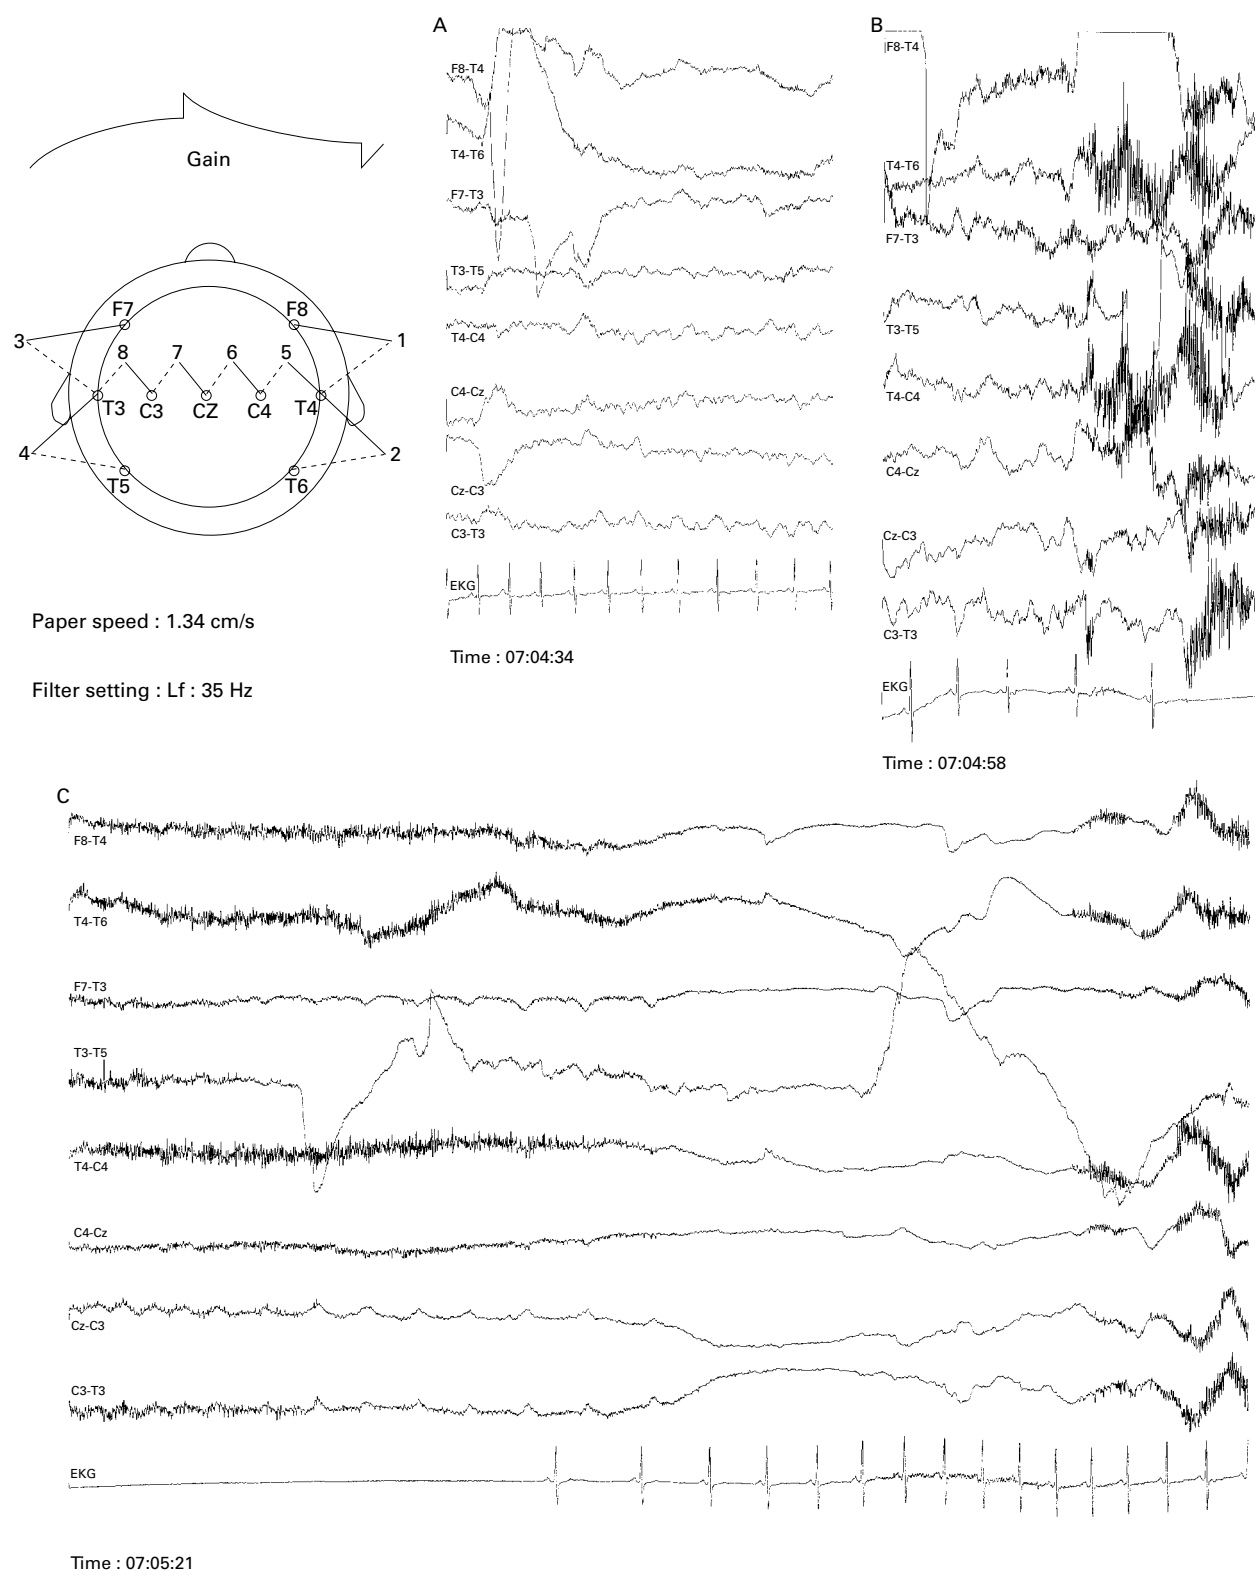 Gain
F7
F8
3
8
7
6
5
1
T3
C3
CZ
C4
T4
4
2
T5
T6
Paper speed : 1.34 cm/s
Filter setting : Lf : 35 Hz
A
F8-T4
T4-T6
F7-T3
T3-T5
T4-C4
C4-Cz
Cz-C3
C3-T3
EKG
Time : 07:04:34
B
F8-T4
T4-T6
F7-T3
T3-T5
T4-C4
C4-Cz
Cz-C3
C3-T3
EKG
Time : 07:04:58
C
F8-T4
T4-T6
F7-T3
T3-T5
T4-C4
C4-Cz
Cz-C3
C3-T3
EKG
Time : 07:05:21